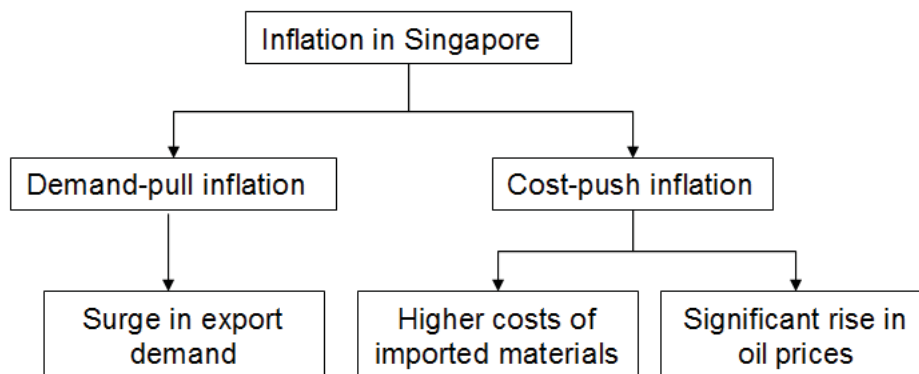 Inflation in Singapore
Demand-pull inflation
Cost-push inflation
Surge in export
demand
Higher costs of
imported materials
Significant rise in
oil prices